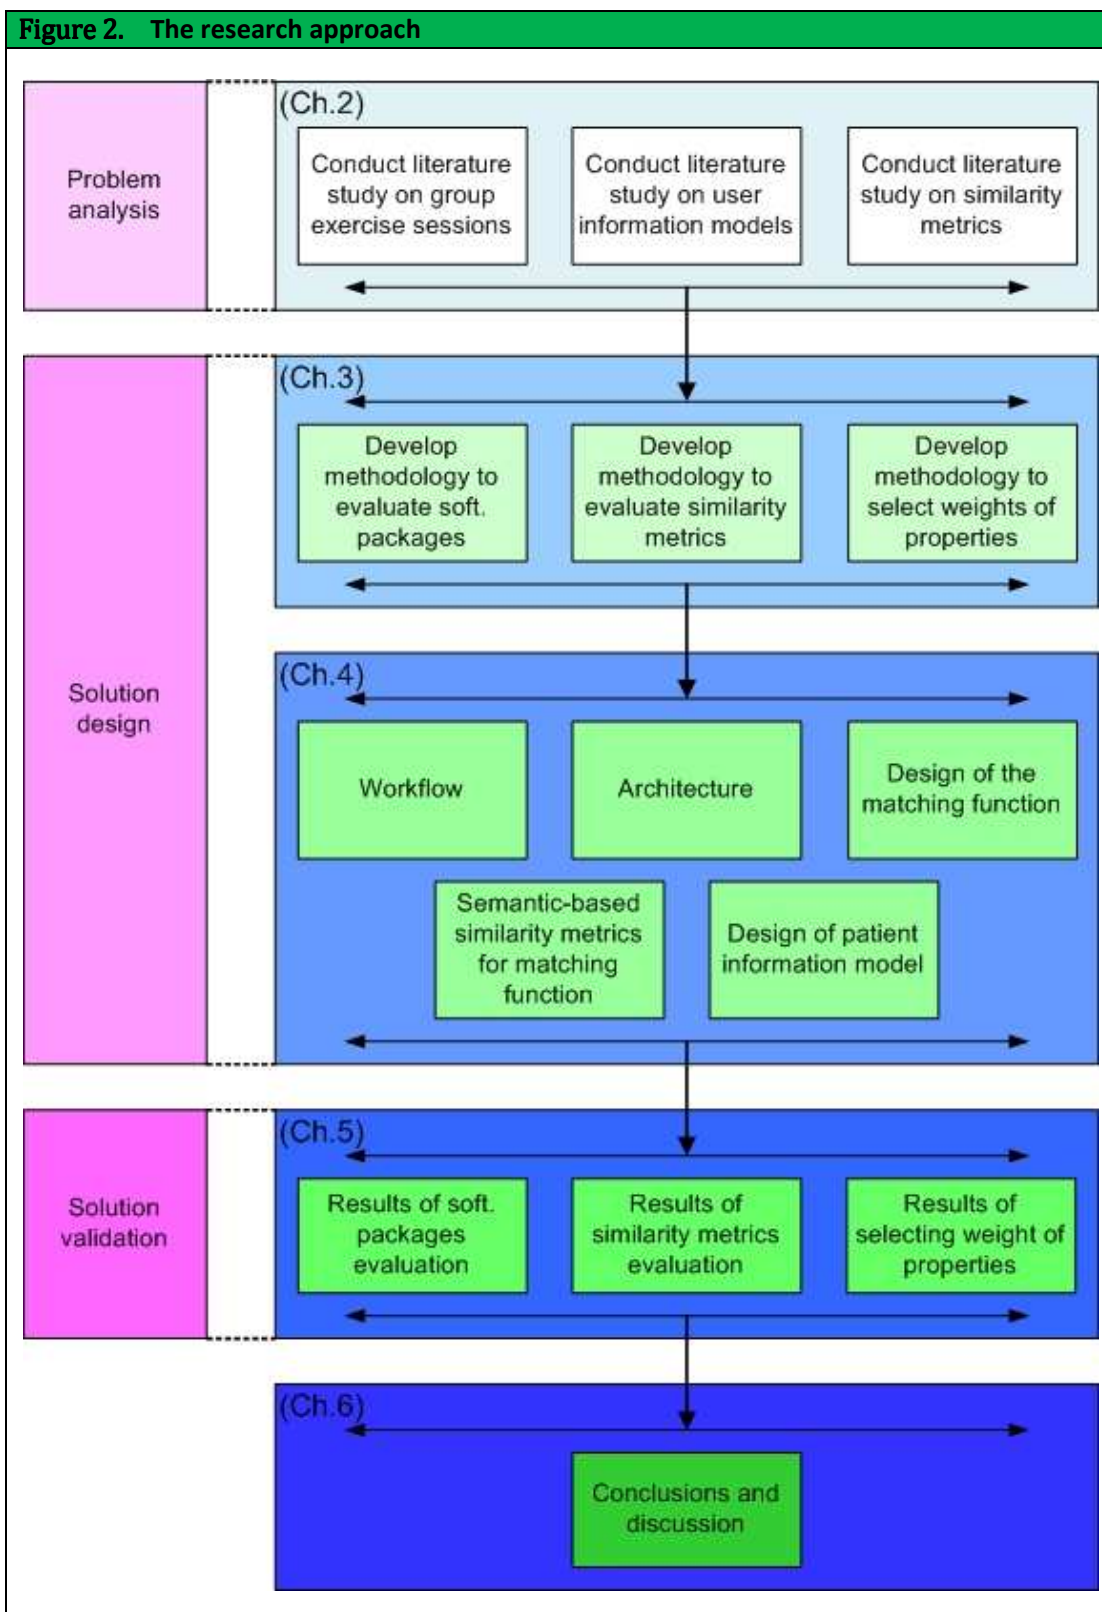 Figure 2. The research approach
Problem
analysis
(Ch.2)
Conduct literature
study on group
exercise sessions
Conduct literature
study on user
information models
Conduct literature
study on similarity
metrics
Solution
design
(Ch.3)
Develop
methodology to
evaluate soft.
packages
Develop
methodology to
evaluate similarity
metrics
Develop
methodology to
select weights of
properties
(Ch.4)
Workflow
Architecture
Design of the
matching function
Semantic-based
similarity metrics
for matching
function
Design of patient
information model
Solution
validation
(Ch.5)
Results of soft.
packages
evaluation
Results of
similarity metrics
evaluation
Results of
selecting weight of
properties
(Ch.6)
Conclusions and
discussion